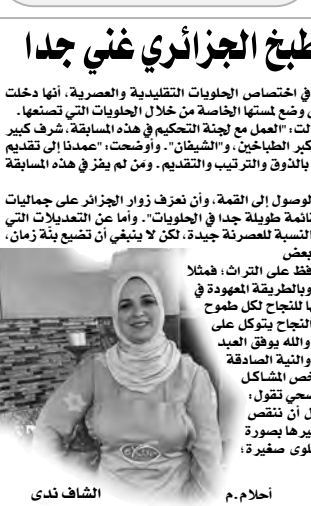 طبخ الجزائري غني جدا
في اختصاص الحلويات التقليدية والعصرية، أنها دخلت
وضع لمستها الخاصة من خلال الحلويات التي تصنعها.
لت: "العمل مع لجنة التحكيم في هذه المسابقة، شرف كبير
كبر الطباخين، و"الشيفان". وأوضحت: "عمدنا إلى تقديم
بالذوق والترتيب والتقديم. ومن لم يفز في هذه المسابقة
لوصول إلى القمة، وأن نعزف زوار الجزائر على جماليات
ائمة طويلة جدا في الحلويات". وأما عن التعديلات التي
النسبة للعصرنة جيدة، لكن لا ينبغي أن تضيع بنّة زمان،
بعض
فظ على التراث؛ فمثلا
وبالطريقة المعهودة في
ها للنجاح لكل طموح
النجاح يتوكل على
والله يوفق العبد
والنية الصادقة
خص المشاكل
سحي تقول:
ل أن ننقص
يرها بصورة
لوى صغيرة؛
أحلام.م
الشاف ندى